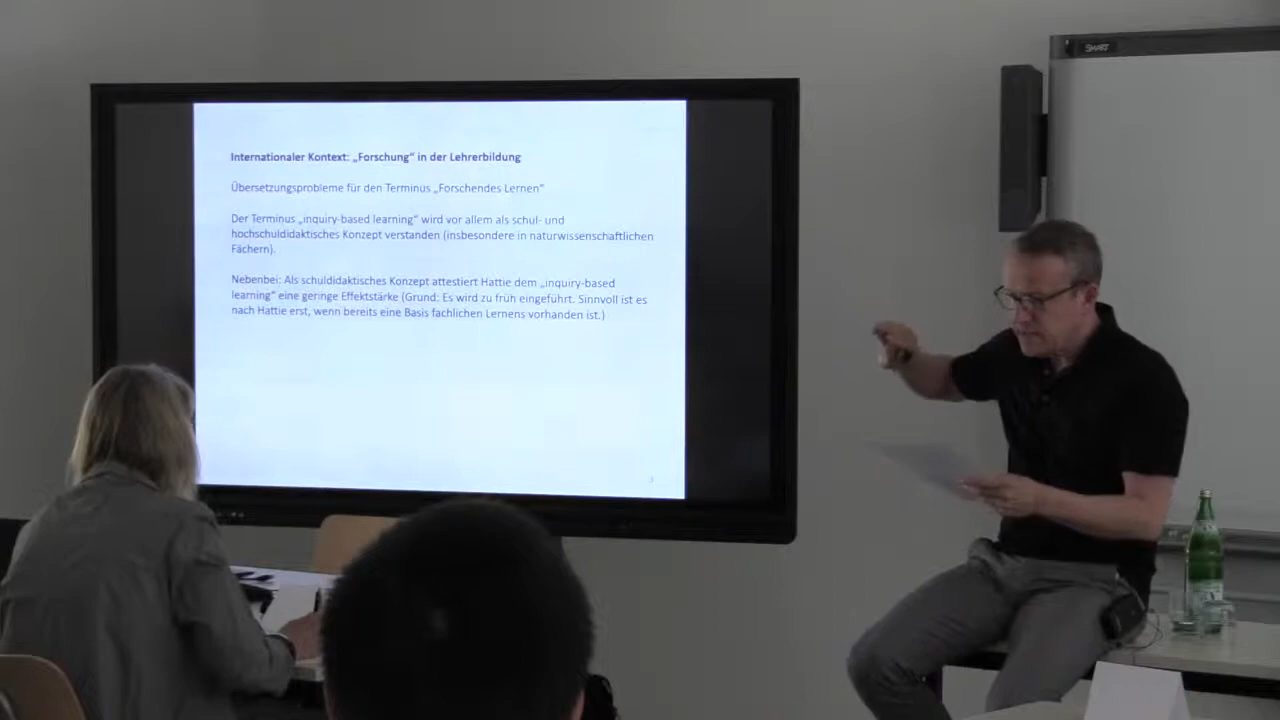 SMART
Internationaler Kontext: „Forschung“ in der Lehrerbildung
Übersetzungsprobleme für den Terminus „Forschendes Lernen“
Der Terminus „inquiry-based learning“ wird vor allem als schul- und
hochschuldidaktisches Konzept verstanden (insbesondere in naturwissenschaftlichen
Fächern).
Nebenbei: Als schuldidaktisches Konzept attestiert Hattie dem „inquiry-based
learning“ eine geringe Effektstärke (Grund: Es wird zu früh eingeführt. Sinnvoll ist es
nach Hattie erst, wenn bereits eine Basis fachlichen Lernens vorhanden ist.)